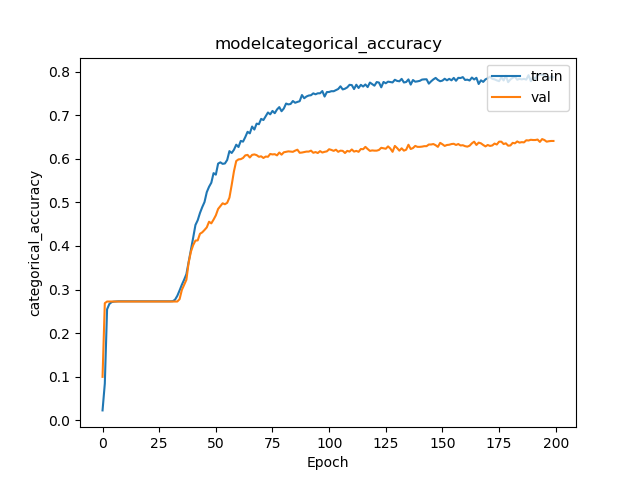 modelcategorical_accuracy
train
val
0.8
0.7
0.6
0.5
0.4
0.3
0.2
0.1
0.0
categorical_accuracy
0 25 50 75 100 125 150 175 200
Epoch